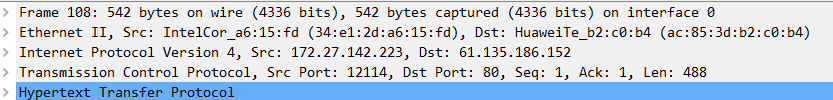 Frame 108: 542 bytes on wire (4336 bits), 542 bytes captured (4336 bits) on interface 0
Ethernet II, Src: IntelCor_a6:15:fd (34:e1:2d:a6:15:fd), Dst: HuaweiTe_b2:c0:b4 (ac:85:3d:b2:c0:b4)
Internet Protocol Version 4, Src: 172.27.142.223, Dst: 61.135.186.152
Transmission Control Protocol, Src Port: 12114, Dst Port: 80, Seq: 1, Ack: 1, Len: 488
Hypertext Transfer Protocol